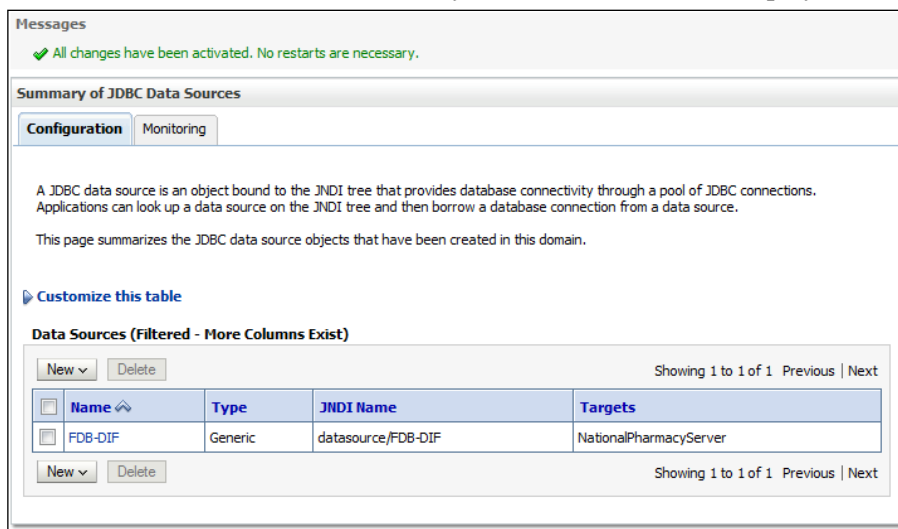 Messages
All changes have been activated. No restarts are necessary.
Summary of JDBC Data Sources
Configuration Monitoring
A JDBC data source is an object bound to the JNDI tree that provides database connectivity through a pool of JDBC connections.
Applications can look up a data source on the JNDI tree and then borrow a database connection from a data source.
This page summarizes the JDBC data source objects that have been created in this domain.
Customize this table
Data Sources (Filtered - More Columns Exist)
New Delete Showing 1 to 1 of 1 Previous | Next
Name Type JNDI Name Targets
FDB-DIF Generic datasource/FDB-DIF NationalPharmacyServer
New Delete Showing 1 to 1 of 1 Previous | Next